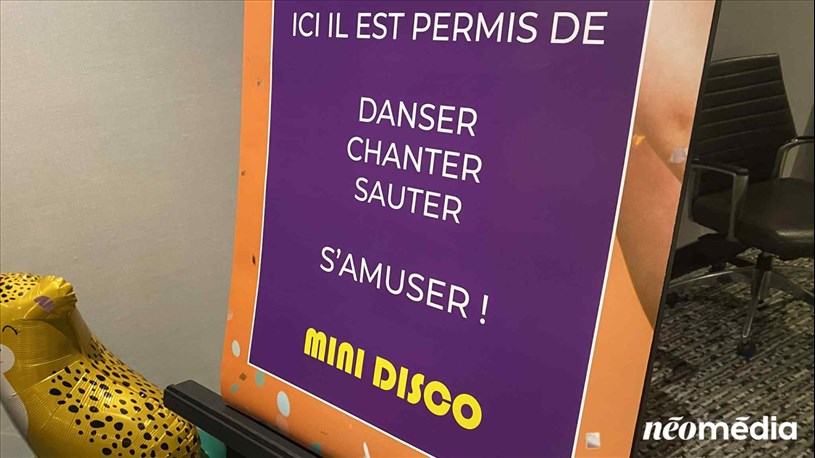 ICI IL EST PERMIS DE
DANSER
CHANTER
SAUTER
S'AMUSER !
MINI DISCO
néomédia